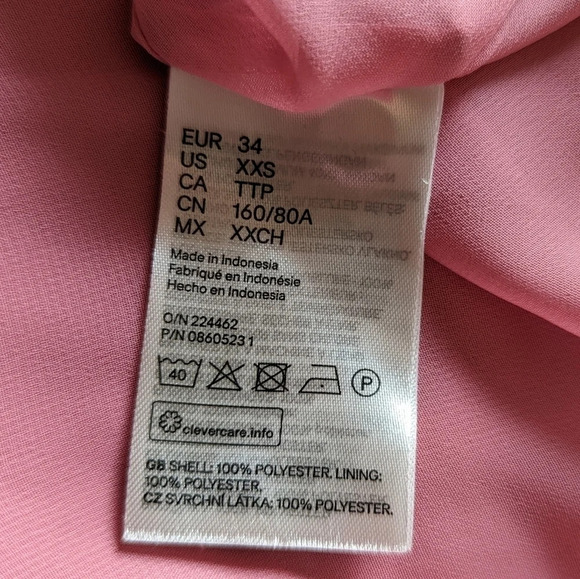 EUR 34
US XXS
CA TTP
CN 160/80A
MX XXCH
Made in Indonesia
Fabriqué en Indonésie
Hecho en Indonesia
O/N 224462
P/N 08605231
40
P
clevercare.info
GB SHELL: 100% POLYESTER. LINING:
100% POLYESTER.
CZ SVRCHNÍ LÁTKA: 100% POLYESTER.